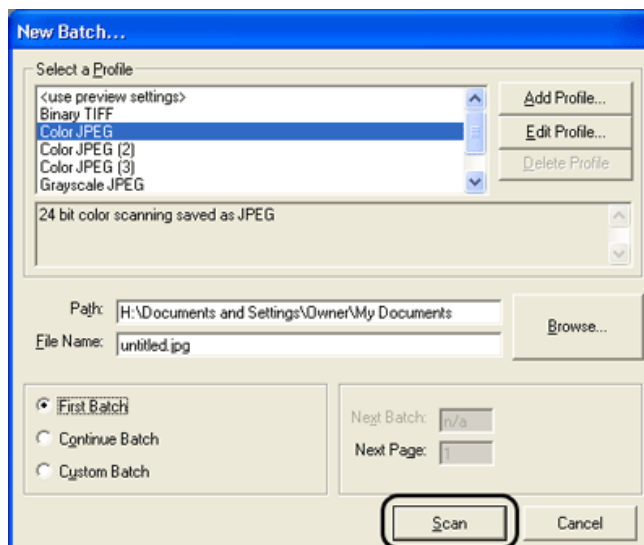 New Batch...
Select a Profile
<use preview settings>
Binary TIFF
Color JPEG
Color JPEG (2)
Color JPEG (3)
Grayscale JPEG
Add Profile...
Edit Profile...
Delete Profile
24 bit color scanning saved as JPEG
Path: H:\Documents and Settings\Owner\My Documents
File Name: untitled.jpg
Browse...
First Batch
Continue Batch
Custom Batch
Next Batch: n/a
Next Page: 1
Scan Cancel